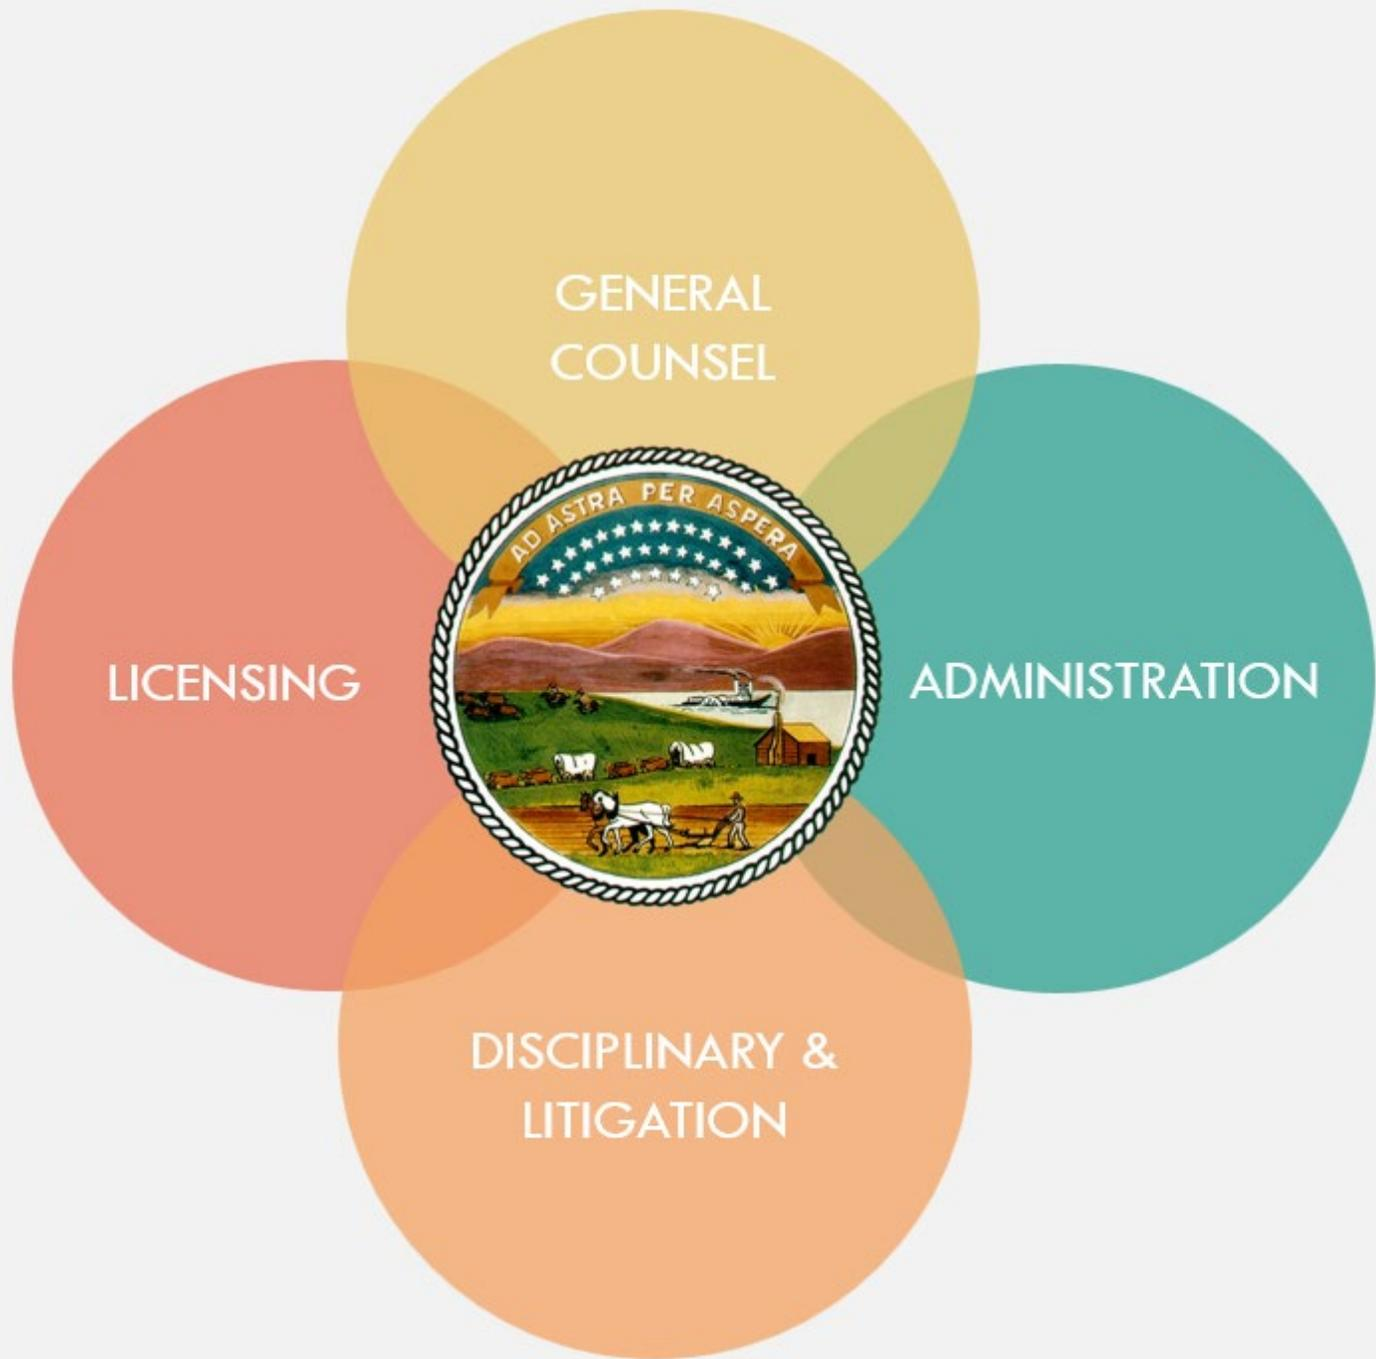 GENERAL
COUNSEL
AD ASTRA PER ASPERA
LICENSING
ADMINISTRATION
DISCIPLINARY &
LITIGATION